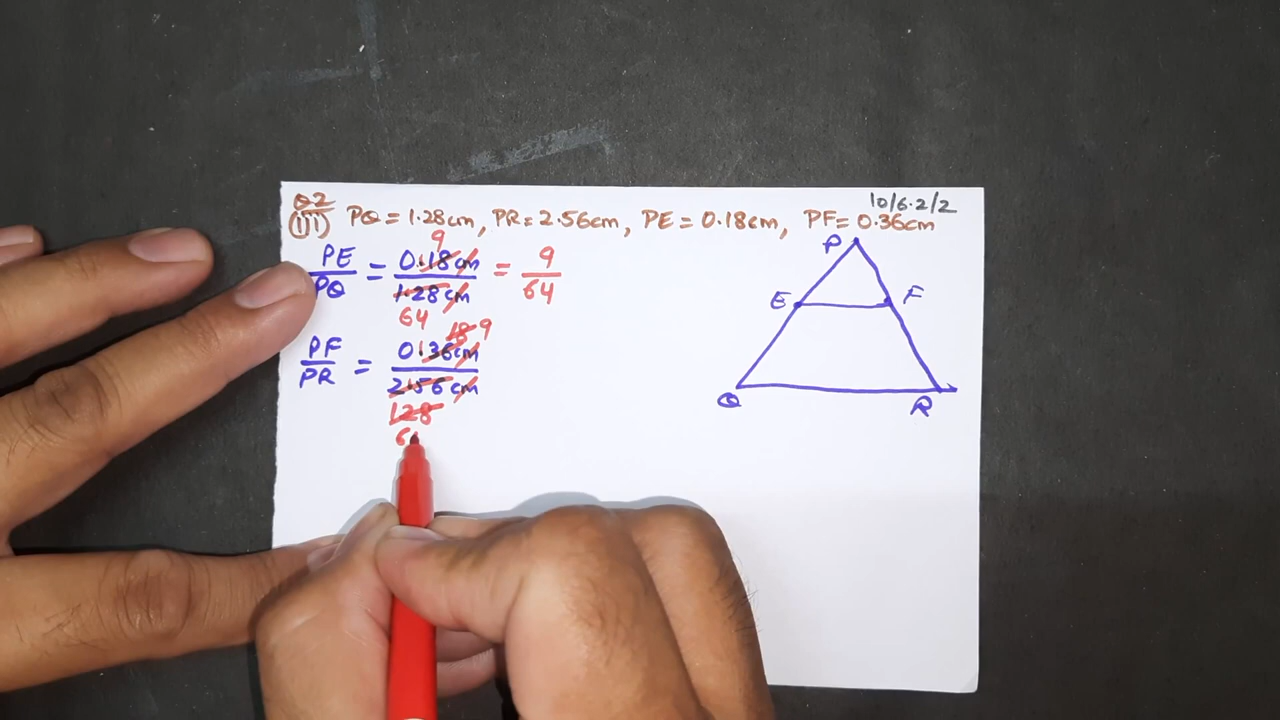 Q2 10/6.2/2
(iii) PQ = 1.28cm, PR = 2.56cm, PE = 0.18cm, PF = 0.36cm
9
PE/PQ = 0.18cm/1.28cm = 9/64
64
18 9
PF/PR = 0.36cm/2.56cm
128
6
P
E F
Q R